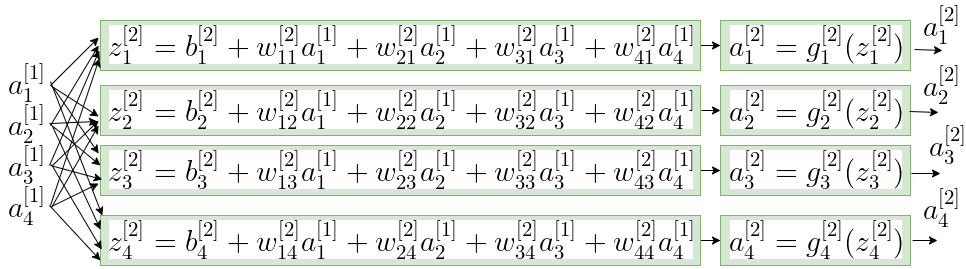 a_1^{[1]}
a_2^{[1]}
a_3^{[1]}
a_4^{[1]}
z_1^{[2]} = b_1^{[2]} + w_{11}^{[2]}a_1^{[1]} + w_{21}^{[2]}a_2^{[1]} + w_{31}^{[2]}a_3^{[1]} + w_{41}^{[2]}a_4^{[1]} a_1^{[2]} = g_1^{[2]}(z_1^{[2]}) a_1^{[2]}
z_2^{[2]} = b_2^{[2]} + w_{12}^{[2]}a_1^{[1]} + w_{22}^{[2]}a_2^{[1]} + w_{32}^{[2]}a_3^{[1]} + w_{42}^{[2]}a_4^{[1]} a_2^{[2]} = g_2^{[2]}(z_2^{[2]}) a_2^{[2]}
z_3^{[2]} = b_3^{[2]} + w_{13}^{[2]}a_1^{[1]} + w_{23}^{[2]}a_2^{[1]} + w_{33}^{[2]}a_3^{[1]} + w_{43}^{[2]}a_4^{[1]} a_3^{[2]} = g_3^{[2]}(z_3^{[2]}) a_3^{[2]}
z_4^{[2]} = b_4^{[2]} + w_{14}^{[2]}a_1^{[1]} + w_{24}^{[2]}a_2^{[1]} + w_{34}^{[2]}a_3^{[1]} + w_{44}^{[2]}a_4^{[1]} a_4^{[2]} = g_4^{[2]}(z_4^{[2]}) a_4^{[2]}